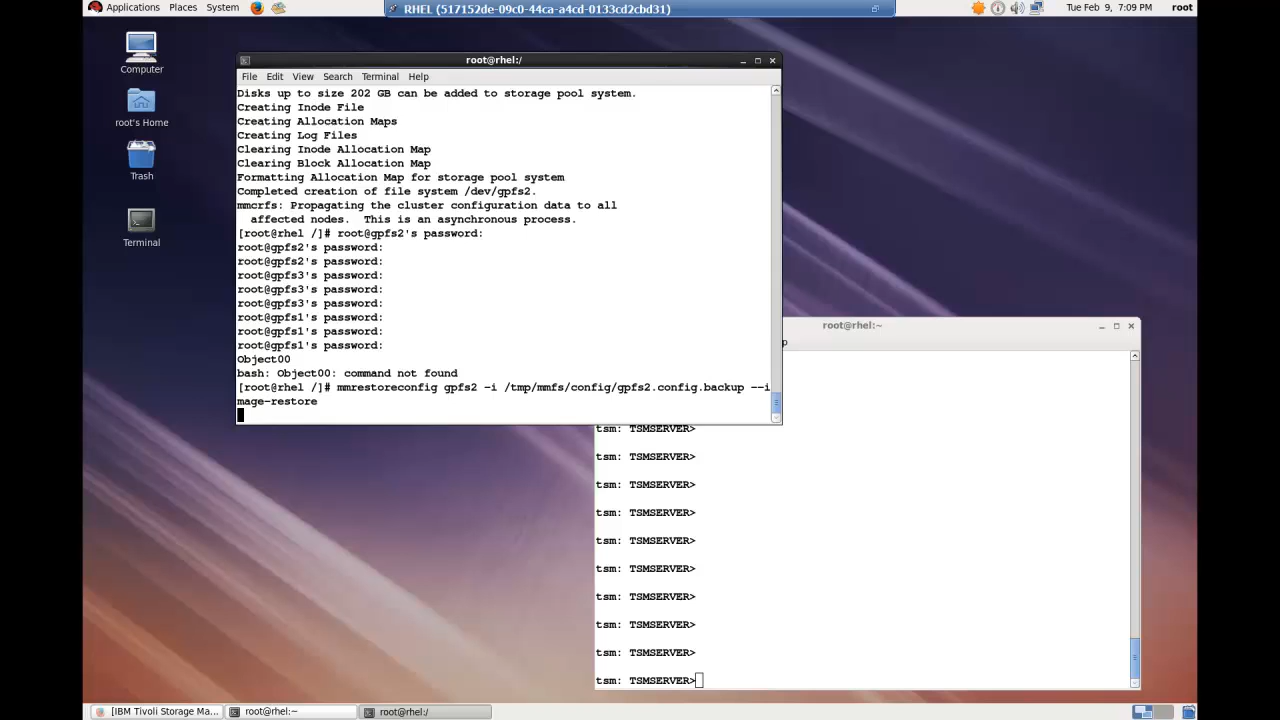 Applications Places System
RHEL (517152de-09c0-44ca-a4cd-0133cd2cbd31)
Tue Feb 9, 7:09 PM root
Computer
root's Home
Trash
Terminal
root@rhel:/
File Edit View Search Terminal Help
Disks up to size 202 GB can be added to storage pool system.
Creating Inode File
Creating Allocation Maps
Creating Log Files
Clearing Inode Allocation Map
Clearing Block Allocation Map
Formatting Allocation Map for storage pool system
Completed creation of file system /dev/gpfs2.
mmcrfs: Propagating the cluster configuration data to all
affected nodes.  This is an asynchronous process.
[root@rhel /]# root@gpfs2's password:
root@gpfs2's password:
root@gpfs2's password:
root@gpfs3's password:
root@gpfs3's password:
root@gpfs3's password:
root@gpfs1's password:
root@gpfs1's password:
root@gpfs1's password:
Object00
bash: Object00: command not found
[root@rhel /]# mmrestoreconfig gpfs2 -i /tmp/mmfs/config/gpfs2.config.backup --i
mage-restore
root@rhel:~
p
tsm: TSMSERVER>
tsm: TSMSERVER>
tsm: TSMSERVER>
tsm: TSMSERVER>
tsm: TSMSERVER>
tsm: TSMSERVER>
tsm: TSMSERVER>
tsm: TSMSERVER>
tsm: TSMSERVER>
tsm: TSMSERVER>
[IBM Tivoli Storage Ma...
root@rhel:~
root@rhel:/